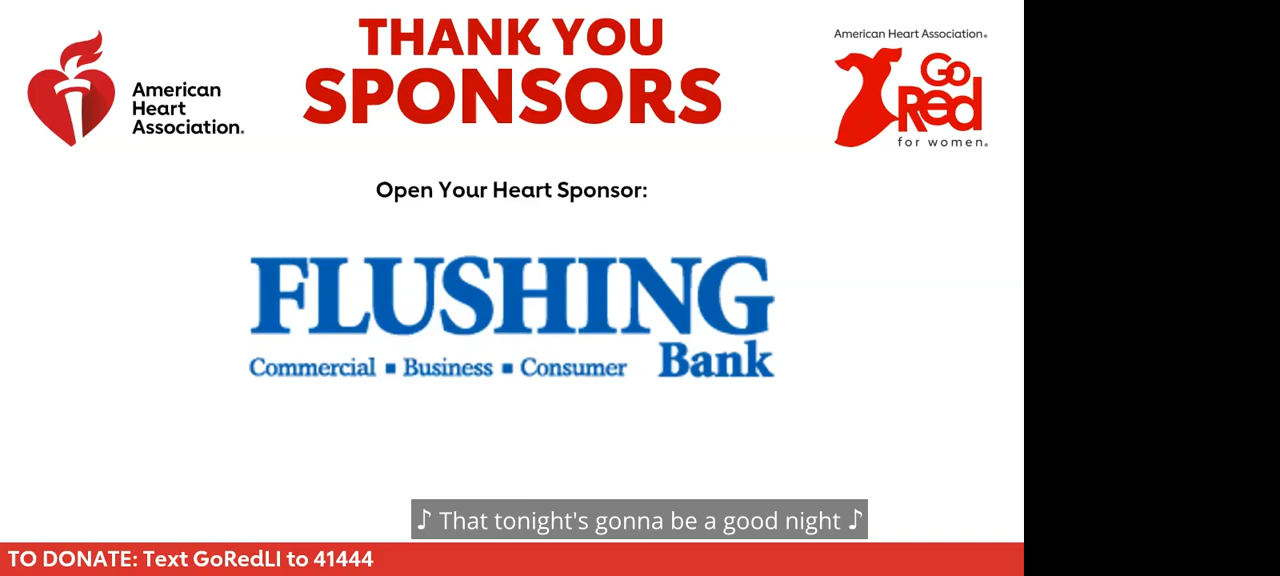 American
Heart
Association®
THANK YOU
SPONSORS
American Heart Association®
Go
Red
for women®
Open Your Heart Sponsor:
FLUSHING
Commercial ▪ Business ▪ Consumer Bank
♪ That tonight's gonna be a good night ♪
TO DONATE: Text GoRedLI to 41444